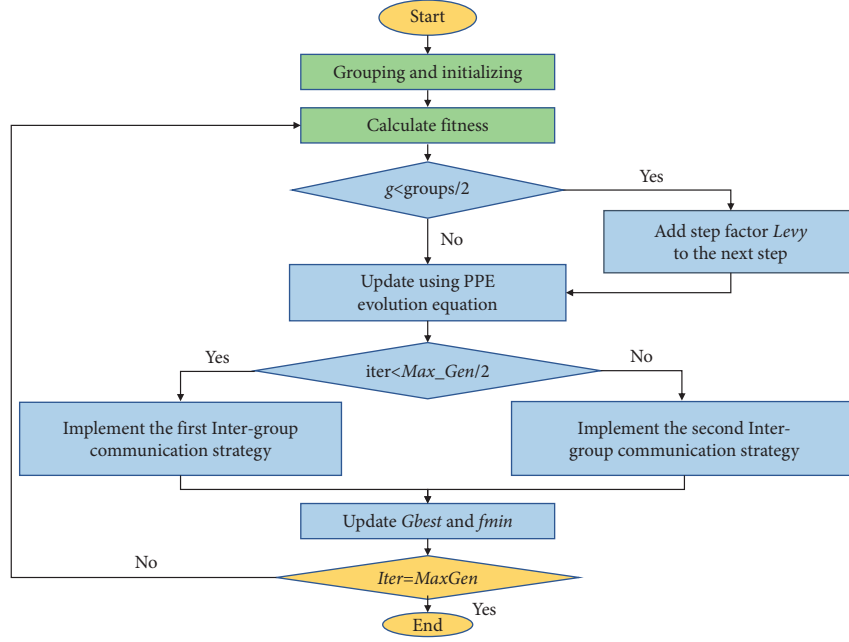 Start
Grouping and initializing
Calculate fitness
g<groups/2
Yes
No
Add step factor Levy
to the next step
Update using PPE
evolution equation
Yes
iter<Max_Gen/2
No
Implement the first Inter-group
communication strategy
Implement the second Inter-
group communication strategy
Update Gbest and fmin
No
Iter=MaxGen
Yes
End